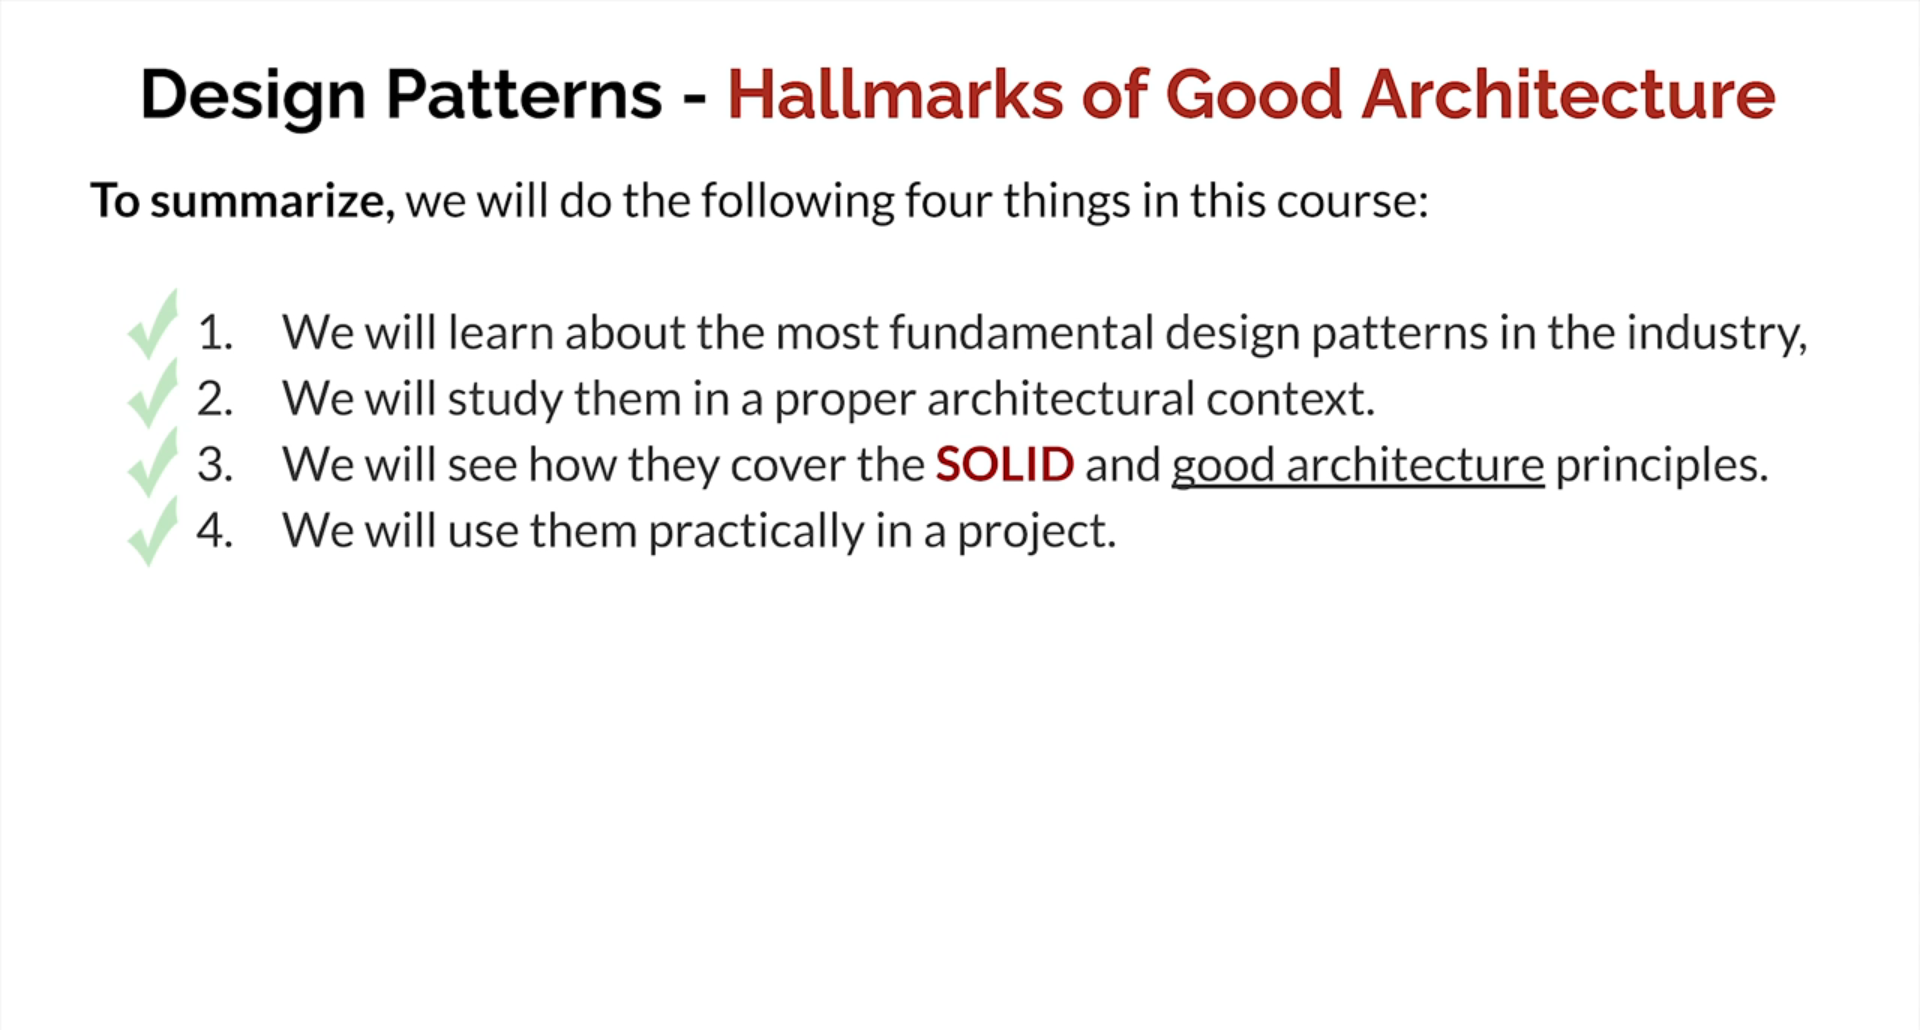 Design Patterns - Hallmarks of Good Architecture
To summarize, we will do the following four things in this course:
1. We will learn about the most fundamental design patterns in the industry,
2. We will study them in a proper architectural context.
3. We will see how they cover the SOLID and good architecture principles.
4. We will use them practically in a project.